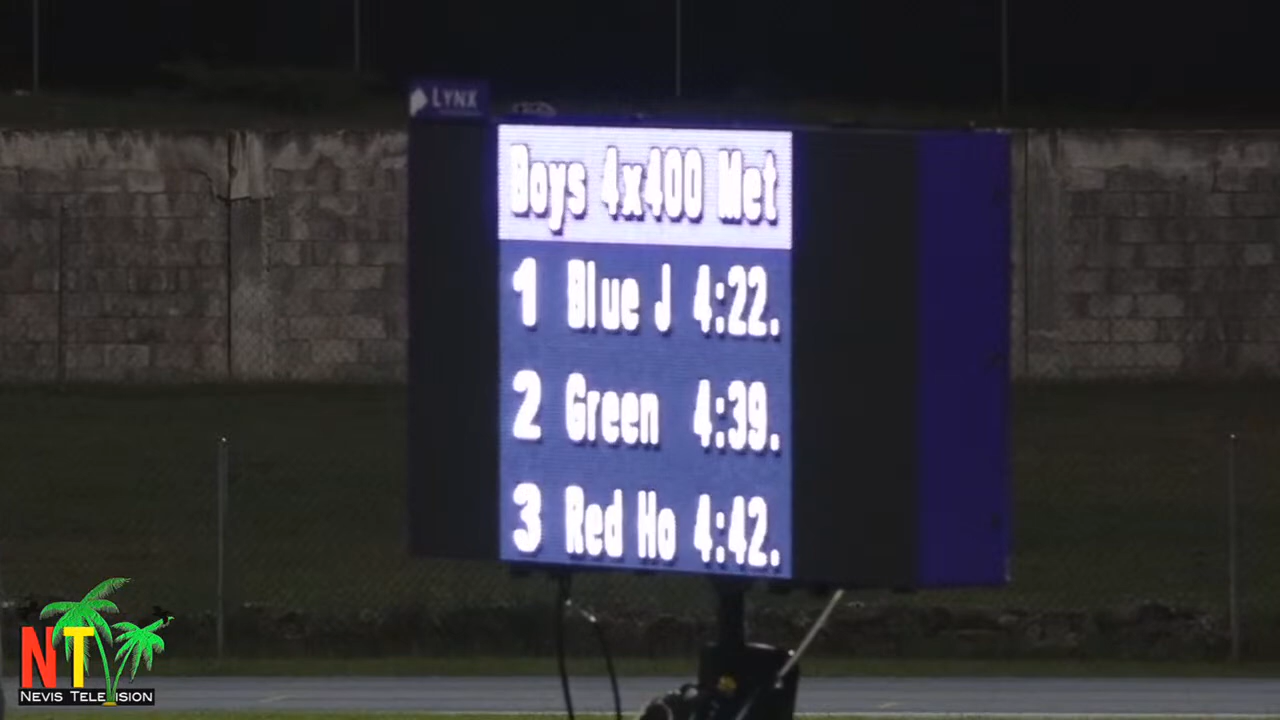 LYNX
Boys 4x400 Met
1 Blue J 4:22.
2 Green 4:39.
3 Red Ho 4:42.
NTV
NEVIS TELEVISION